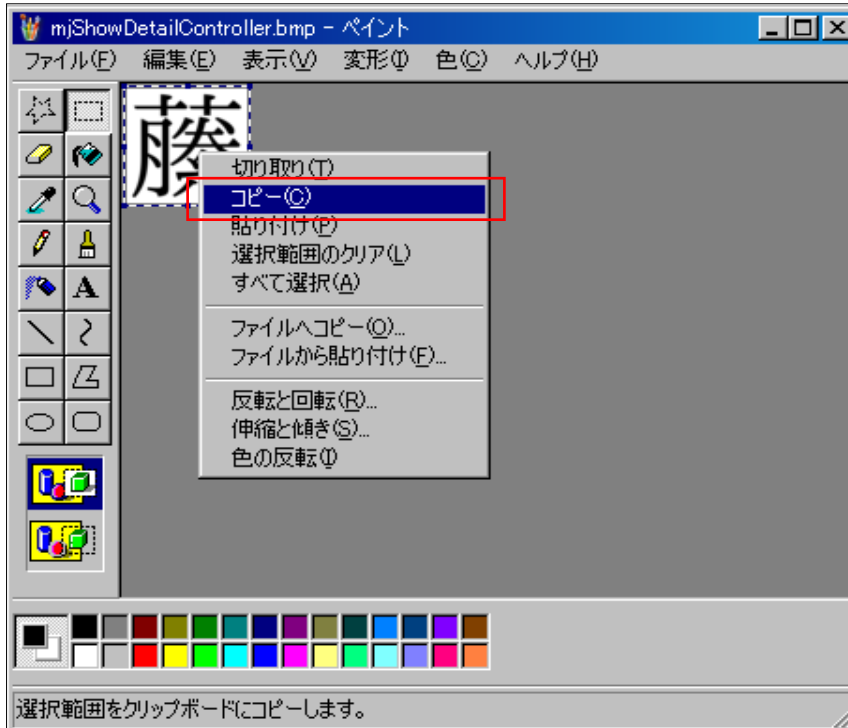 mjShowDetailController.bmp - ペイント
ファイル(F) 編集(E) 表示(V) 変形(I) 色(C) ヘルプ(H)
藤
A
切り取り(T)
コピー(C)
貼り付け(P)
選択範囲のクリア(L)
すべて選択(A)
ファイルへコピー(O)...
ファイルから貼り付け(F)...
反転と回転(R)...
伸縮と傾き(S)...
色の反転(I)
選択範囲をクリップボードにコピーします。